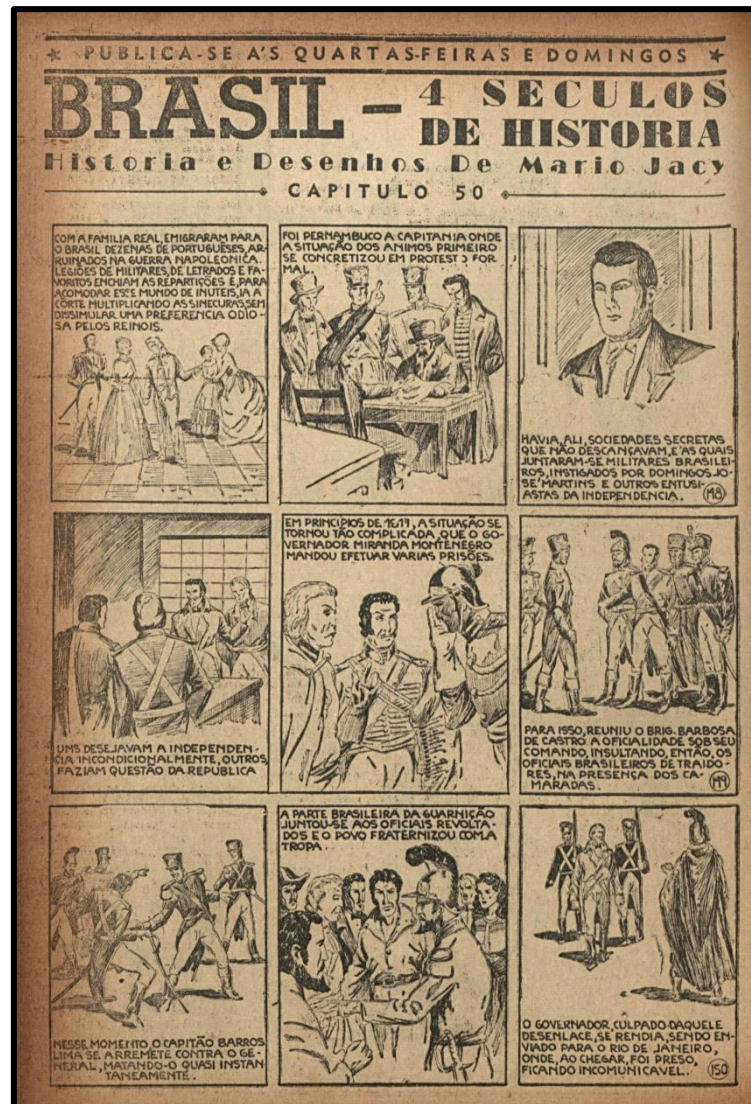 ★ PUBLICA-SE A'S QUARTAS-FEIRAS E DOMINGOS ★
BRASIL - 4 SECULOS
DE HISTORIA
Historia e Desenhos De Mario Jacy
CAPITULO 50
COM A FAMILIA REAL, EMIGRARAM PARA
O BRASIL DEZENAS DE PORTUGUÊSES, AR-
RUINADOS NA GUERRA NAPOLEONICA.
LEGIÕES DE MILITARES, DE LETRADOS E FA-
VORITOS ENCHIAM AS REPARTIÇÕES E, PARA
ACOMODAR ESSE MUNDO DE INUTEIS, IA A
CÔRTE MULTIPLICANDO AS SINECURAS, SEM
DISSIMULAR UMA PREFERENCIA ODIO-
SA PELOS REINOIS.
FOI PERNAMBUCO A CAPITANIA ONDE
A SITUAÇÃO DOS ANIMOS PRIMEIRO
SE CONCRETIZOU EM PROTESTO FOR
MAL.
HAVIA, ALI, SOCIEDADES SECRETAS
QUE NÃO DESCANÇAVAM, E AS QUAIS
JUNTARAM-SE MILITARES BRASILEI-
ROS, INSTIGADOS POR DOMINGOS JO-
SE' MARTINS E OUTROS ENTUSI-
ASTAS DA INDEPENDENCIA. 148
UNS DESEJAVAM A INDEPENDEN-
CIA INCONDICIONALMENTE, OUTROS
FAZIAM QUESTÃO DA REPUBLICA
EM PRINCIPIOS DE 1817, A SITUAÇÃO SE
TORNOU TÃO COMPLICADA, QUE O GO-
VERNADOR MIRANDA MONTENEGRO
MANDOU EFETUAR VARIAS PRISÕES.
PARA ISSO, REUNIU O BRIG. BARBOSA
DE CASTRO A OFICIALIDADE SOB SEU
COMANDO, INSULTANDO, ENTÃO, OS
OFICIAIS BRASILEIROS DE TRAIDO-
RES, NA PRESENÇA DOS CA-
MARADAS. 149
NESSE MOMENTO, O CAPITÃO BARROS
LIMA SE ARREMETE CONTRA O GE-
NERAL, MATANDO-O QUASI INSTAN
TANEAMENTE.
A PARTE BRASILEIRA DA GUARNIÇÃO
JUNTOU-SE AOS OFICIAIS REVOLTA-
DOS E O POVO FRATERNIZOU COM A
TROPA.
O GOVERNADOR, CULPADO DAQUELE
DESENLACE, SE RENDIA, SENDO EN-
VIADO PARA O RIO DE JANEIRO,
ONDE, AO CHEGAR, FOI PRESO,
FICANDO INCOMUNICAVEL. 150